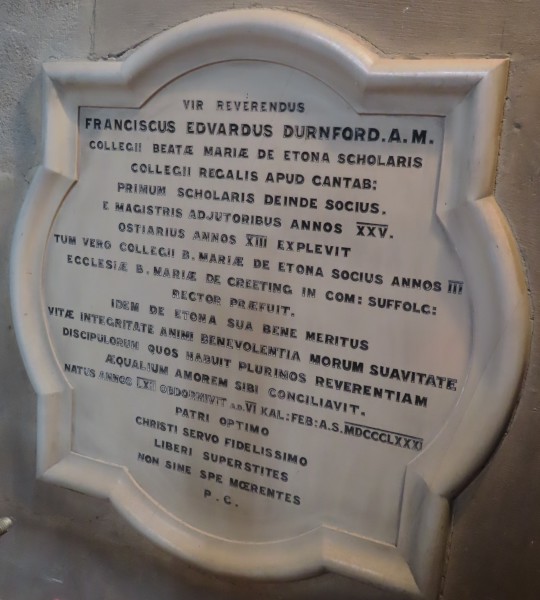 VIR REVERENDUS
FRANCISCUS EDVARDUS DURNFORD. A. M.
COLLEGII BEATÆ MARIÆ DE ETONA SCHOLARIS
COLLEGII REGALIS APUD CANTAB:
PRIMUM SCHOLARIS DEINDE SOCIUS.
E MAGISTRIS ADJUTORIBUS ANNOS XXV.
OSTIARIUS ANNOS XIII EXPLEVIT
TUM VERO COLLEGII B. MARIÆ DE ETONA SOCIUS ANNOS III
ECCLESIÆ B. MARIÆ DE CREETING IN COM: SUFFOLC:
RECTOR PRÆFUIT.
IDEM DE ETONA SUA BENE MERITUS
VITÆ INTEGRITATE ANIMI BENEVOLENTIA MORUM SUAVITATE
DISCIPULORUM QUOS HABUIT PLURIMOS REVERENTIAM
ÆQUALIUM AMOREM SIBI CONCILIAVIT.
NATUS ANNOS OBDORMIVIT A.D. VI KAL: FEB: A.S. MDCCCLXXXI
PATRI OPTIMO
CHRISTI SERVO FIDELISSIMO
LIBERI SUPERSTITES
NON SINE SPE MŒRENTES
P. C.